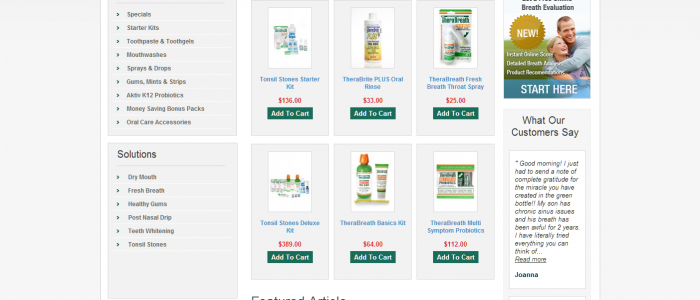 Specials
Starter Kits
Toothpaste & Toothgels
Mouthwashes
Sprays & Drops
Gums, Mints & Strips
Aktiv K12 Probiotics
Money Saving Bonus Packs
Oral Care Accessories
Solutions
Dry Mouth
Fresh Breath
Healthy Gums
Post Nasal Drip
Teeth Whitening
Tonsil Stones
Tonsil Stones Starter
Kit
$136.00
Add To Cart
TheraBrite PLUS Oral
Rinse
$33.00
Add To Cart
TheraBreath Fresh
Breath Throat Spray
$25.00
Add To Cart
Tonsil Stones Deluxe
Kit
$389.00
Add To Cart
TheraBreath Basics Kit
$64.00
Add To Cart
TheraBreath Multi
Symptom Probiotics
$112.00
Add To Cart
Featured Article
Breath Evaluation
NEW!
Instant Online Score
Detailed Breath Analysis
Product Recomendations
START HERE
What Our
Customers Say
" Good morning! I just
had to send a note of
complete gratitude for
the miracle you have
created in the green
bottle!! My son has
chronic sinus issues
and his breath has
been awful for 2 years.
I have literally tried
everything you can
think of...
Read more
Joanna